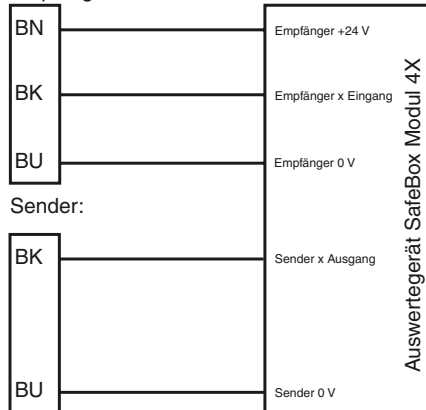 BN Empfänger +24 V
BK Empfänger x Eingang
BU Empfänger 0 V
Sender:
BK Sender x Ausgang
BU Sender 0 V
Auswertegerät SafeBox Modul 4X